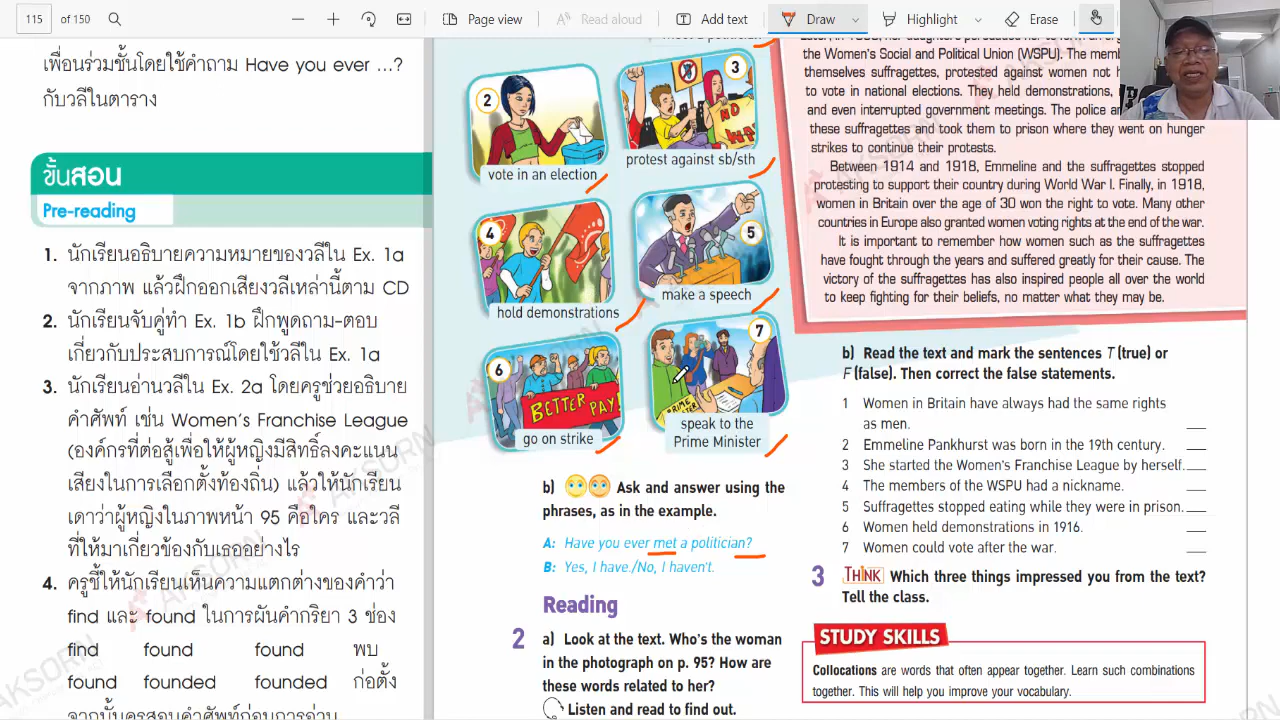 115 of 150
Page view
Read aloud
Add text
Draw
Highlight
Erase
เพื่อนร่วมชั้นโดยใช้คำถาม Have you ever ...?
กับวลีในตาราง
ขั้นสอน
Pre-reading
1. นักเรียนอธิบายความหมายของวลีใน Ex. 1a
จากภาพ แล้วฝึกออกเสียงวลีเหล่านี้ตาม CD
2. นักเรียนจับคู่ทำ Ex. 1b ฝึกพูดถาม-ตอบ
เกี่ยวกับประสบการณ์โดยใช้วลีใน Ex. 1a
3. นักเรียนอ่านวลีใน Ex. 2a โดยครูช่วยอธิบาย
คำศัพท์ เช่น Women's Franchise League
(องค์กรที่ต่อสู้เพื่อให้ผู้หญิงมีสิทธิ์ลงคะแนน
เสียงในการเลือกตั้งท้องถิ่น) แล้วให้นักเรียน
เดาว่าผู้หญิงในภาพหน้า 95 คือใคร และวลี
ที่ให้มาเกี่ยวข้องกับเธออย่างไร
4. ครูชี้ให้นักเรียนเห็นความแตกต่างของคำว่า
find และ found ในการผันคำกริยา 3 ช่อง
find found found พบ
found founded founded ก่อตั้ง
จากนั้นครูสอนคำศัพท์ก่อนการอ่าน
2
vote in an election
3
NO
protest against sb/sth
4
hold demonstrations
5
make a speech
6
BETTER PAY!
go on strike
7
speak to the
Prime Minister
b) Ask and answer using the
phrases, as in the example.
A: Have you ever met a politician?
B: Yes, I have./No, I haven't.
Reading
2 a) Look at the text. Who's the woman
in the photograph on p. 95? How are
these words related to her?
Listen and read to find out.
the Women's Social and Political Union (WSPU). The
themselves suffragettes, protested against women not
to vote in national elections. They held demonstrations,
and even interrupted government meetings. The police
these suffragettes and took them to prison where they went on hunger
strikes to continue their protests.
Between 1914 and 1918, Emmeline and the suffragettes stopped
protesting to support their country during World War I. Finally, in 1918,
women in Britain over the age of 30 won the right to vote. Many other
countries in Europe also granted women voting rights at the end of the war.
It is important to remember how women such as the suffragettes
have fought through the years and suffered greatly for their cause. The
victory of the suffragettes has also inspired people all over the world
to keep fighting for their beliefs, no matter what they may be.
b) Read the text and mark the sentences T (true) or
F (false). Then correct the false statements.
1 Women in Britain have always had the same rights
as men. __
2 Emmeline Pankhurst was born in the 19th century. __
3 She started the Women's Franchise League by herself. __
4 The members of the WSPU had a nickname. __
5 Suffragettes stopped eating while they were in prison. __
6 Women held demonstrations in 1916. __
7 Women could vote after the war. __
3 THINK Which three things impressed you from the text?
Tell the class.
STUDY SKILLS
Collocations are words that often appear together. Learn such combinations
together. This will help you improve your vocabulary.